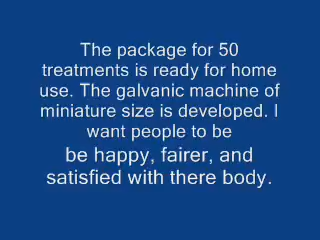 The package for 50
treatments is ready for home
use. The galvanic machine of
miniature size is developed. I
want people to be
be happy, fairer, and
satisfied with there body.